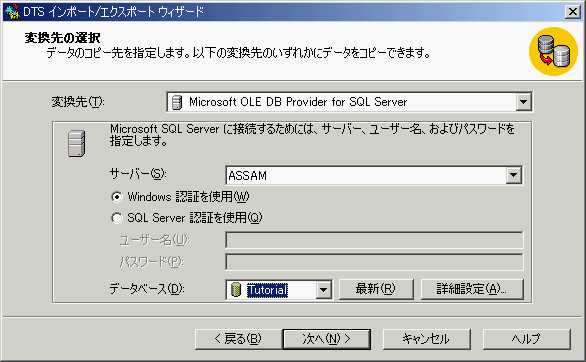 DTS インポート/エクスポート ウィザード
変換先の選択
データのコピー先を指定します。以下の変換先のいずれかにデータをコピーできます。
変換先(T):
Microsoft OLE DB Provider for SQL Server
Microsoft SQL Server に接続するためには、サーバー、ユーザー名、およびパスワードを
指定します。
サーバー(S):
ASSAM
Windows 認証を使用(W)
SQL Server 認証を使用(Q)
ユーザー名(U):
パスワード(P):
データベース(D):
Tutorial
最新(R)
詳細設定(A)...
< 戻る(B)
次へ(N) >
キャンセル
ヘルプ